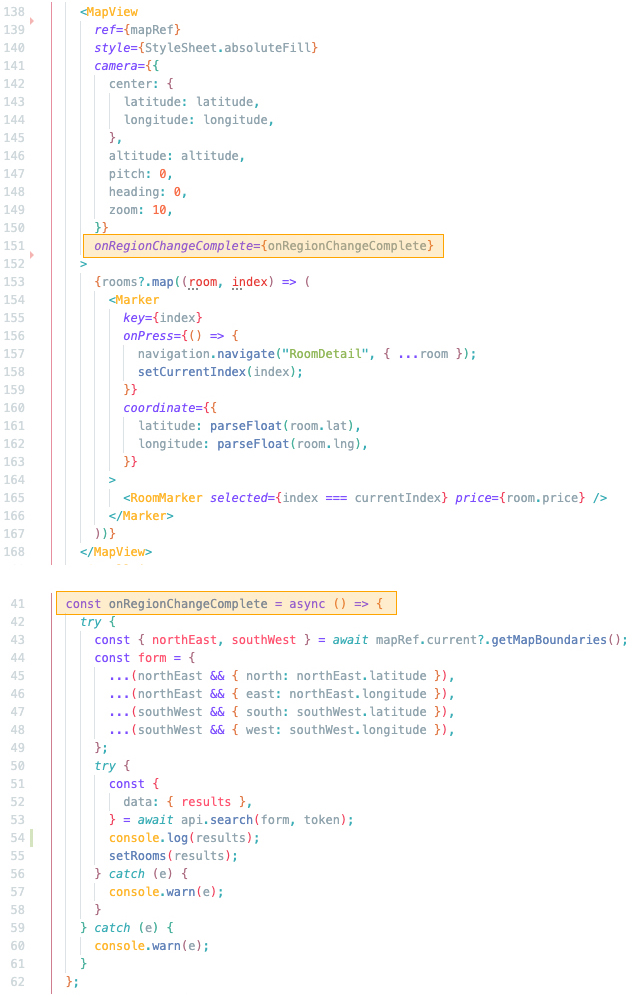 138 <MapView
139 ref={mapRef}
140 style={StyleSheet.absoluteFill}
141 camera={{
142 center: {
143 latitude: latitude,
144 longitude: longitude,
145 },
146 altitude: altitude,
147 pitch: 0,
148 heading: 0,
149 zoom: 10,
150 }}
151 onRegionChangeComplete={onRegionChangeComplete}
152 >
153 {rooms?.map((room, index) => (
154 <Marker
155 key={index}
156 onPress={() => {
157 navigation.navigate("RoomDetail", { ...room });
158 setCurrentIndex(index);
159 }}
160 coordinate={{
161 latitude: parseFloat(room.lat),
162 longitude: parseFloat(room.lng),
163 }}
164 >
165 <RoomMarker selected={index === currentIndex} price={room.price} />
166 </Marker>
167 ))}
168 </MapView>
41 const onRegionChangeComplete = async () => {
42 try {
43 const { northEast, southWest } = await mapRef.current?.getMapBoundaries();
44 const form = {
45 ...(northEast && { north: northEast.latitude }),
46 ...(northEast && { east: northEast.longitude }),
47 ...(southWest && { south: southWest.latitude }),
48 ...(southWest && { west: southWest.longitude }),
49 };
50 try {
51 const {
52 data: { results },
53 } = await api.search(form, token);
54 console.log(results);
55 setRooms(results);
56 } catch (e) {
57 console.warn(e);
58 }
59 } catch (e) {
60 console.warn(e);
61 }
62 };